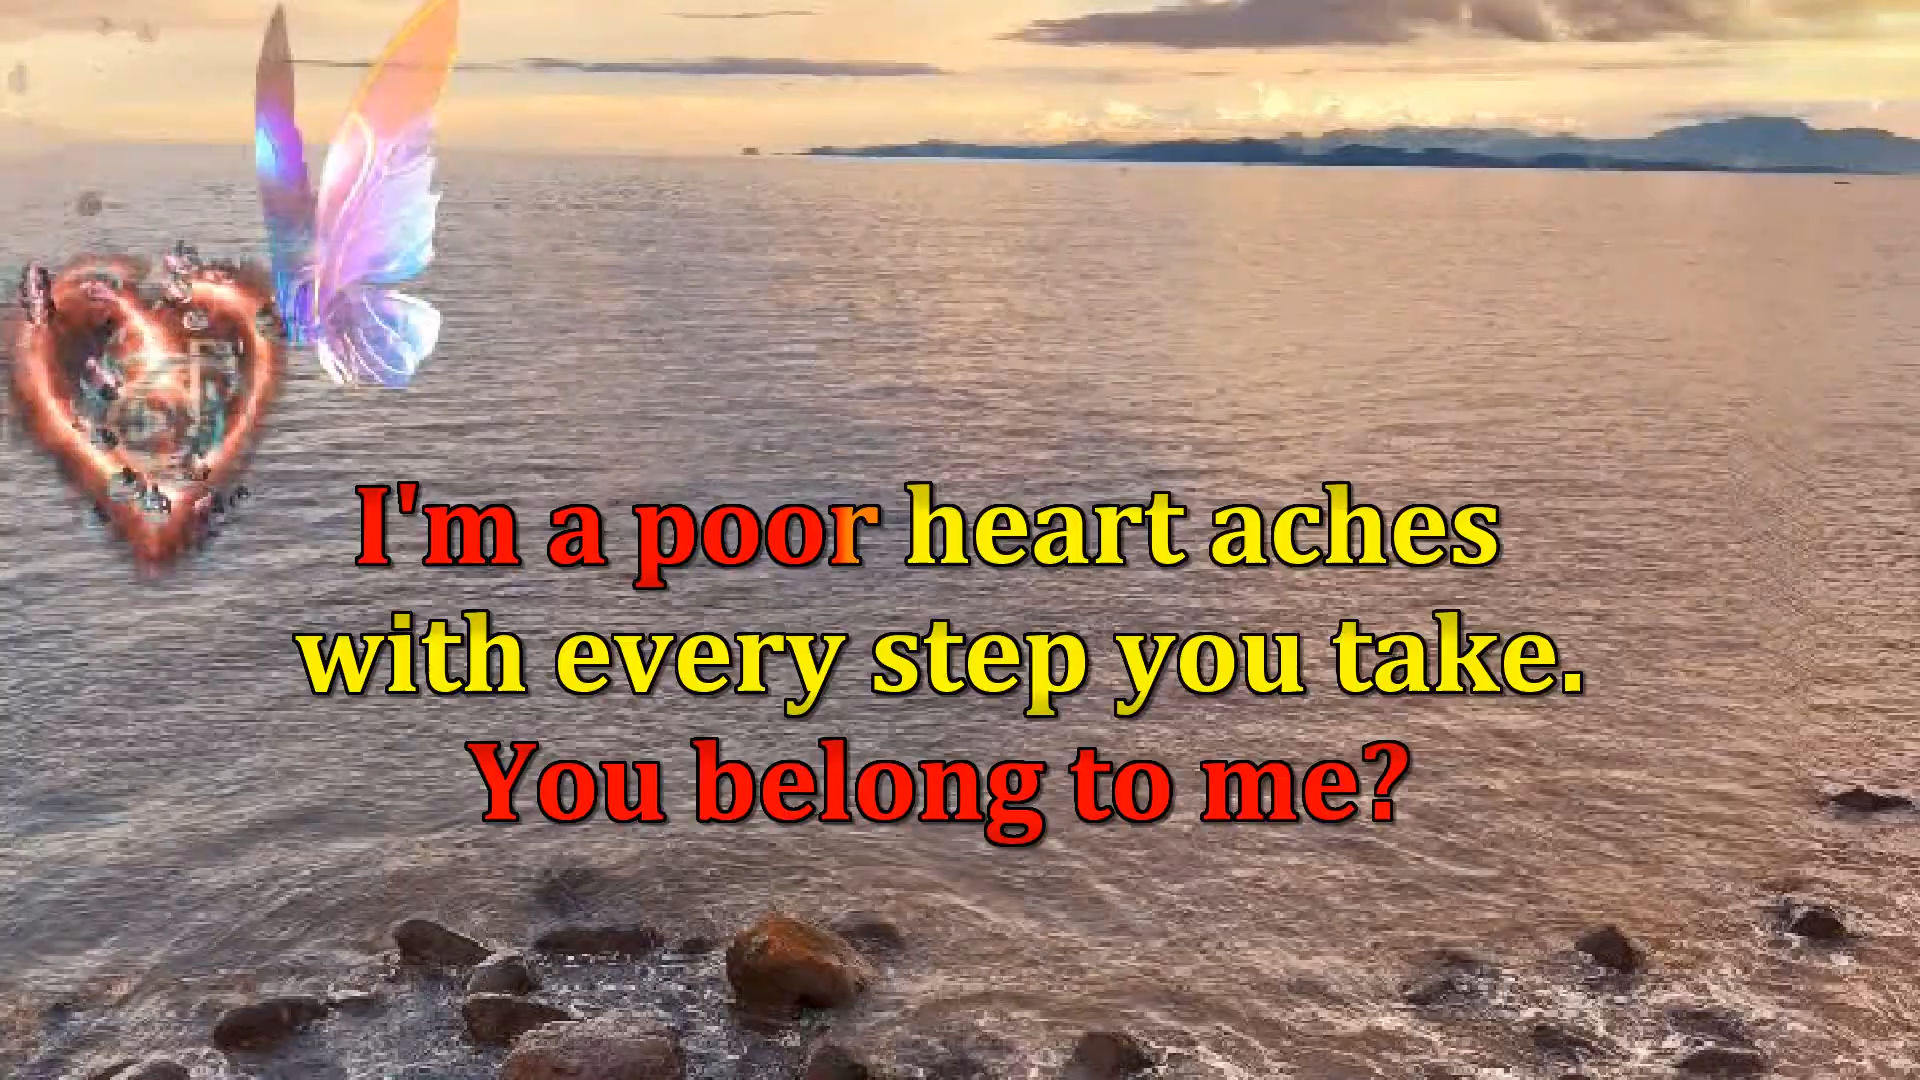 I'm a poor heart aches
with every step you take.
You belong to me?